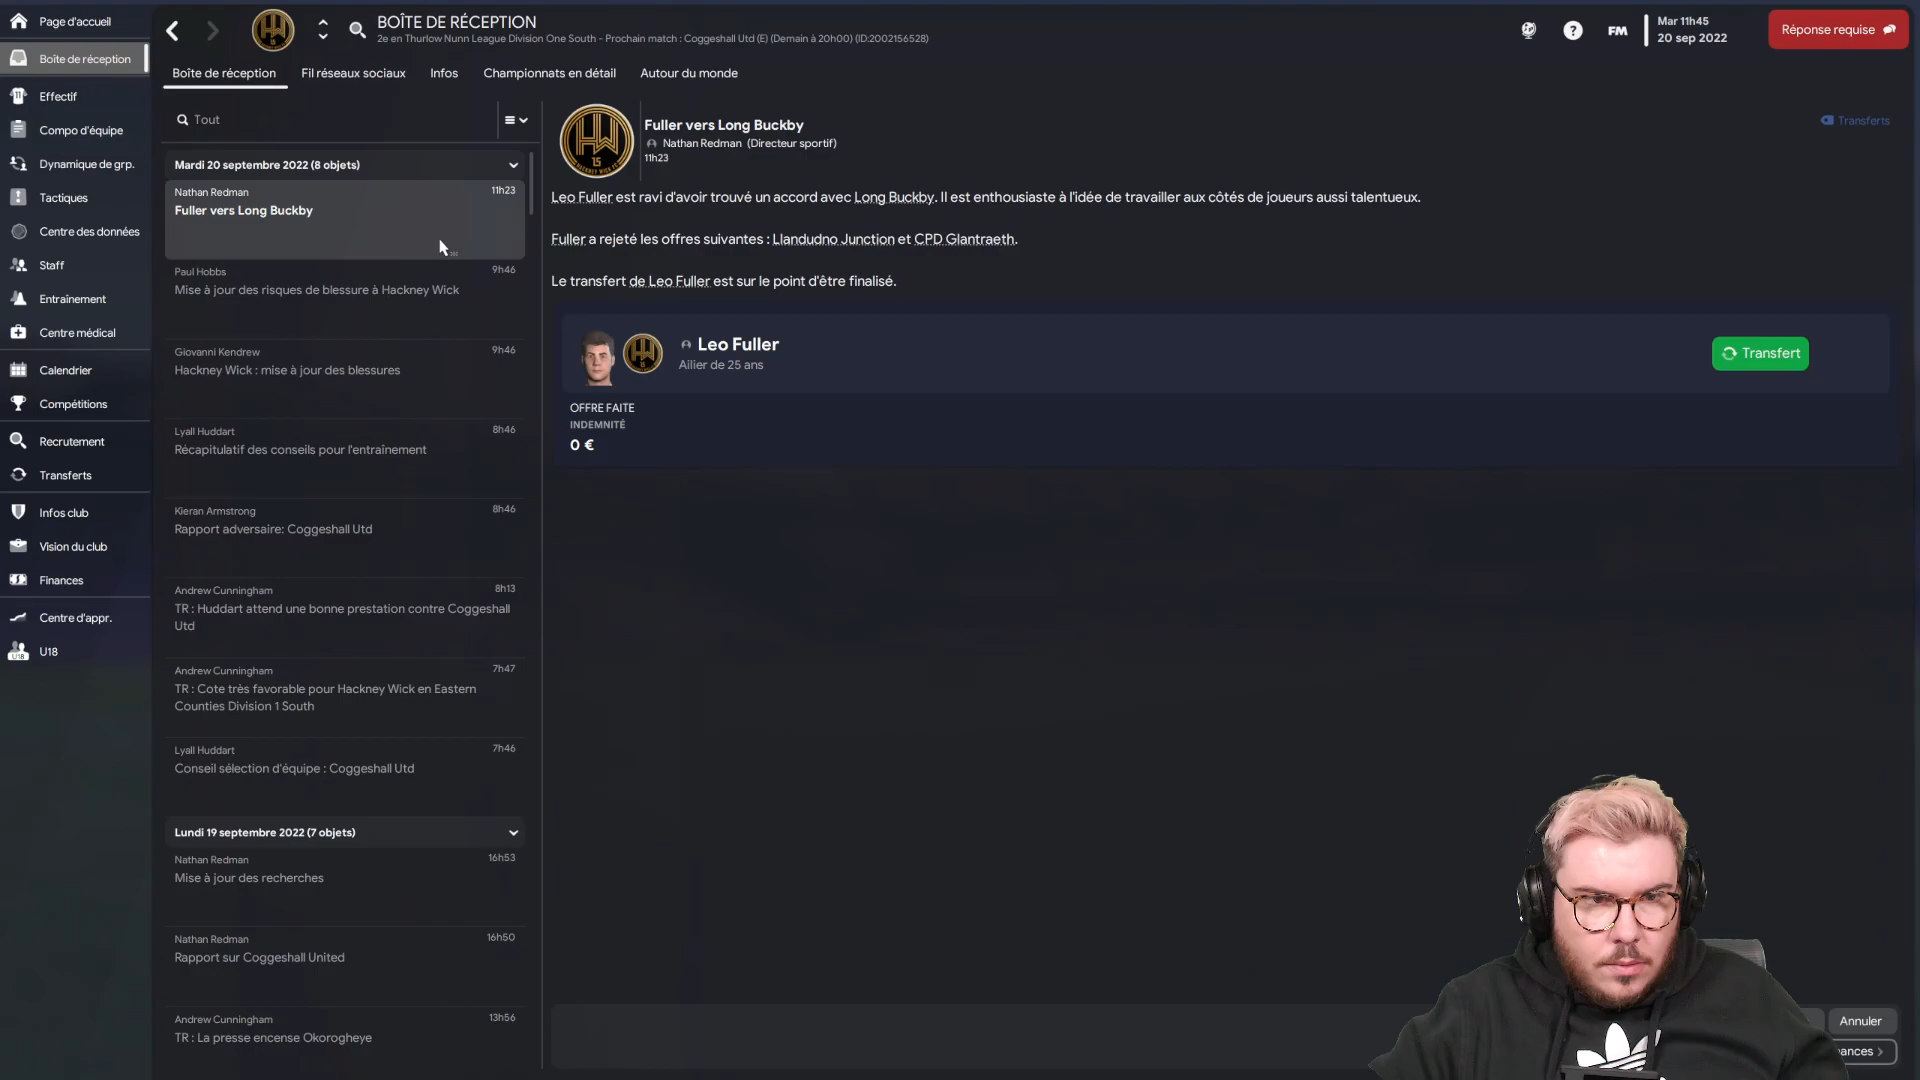 Page d'accueil
Boîte de réception
Effectif
Compo d'équipe
Dynamique de grp.
Tactiques
Centre des données
Staff
Entraînement
Centre médical
Calendrier
Compétitions
Recrutement
Transferts
Infos club
Vision du club
Finances
Centre d'appr.
U18
U18
BOÎTE DE RÉCEPTION
2e en Thurlow Nunn League Division One South - Prochain match : Coggeshall Utd (E) (Demain à 20h00) (ID:2002156528)
FM
Mar 11h45
20 sep 2022
Réponse requise
Boîte de réception
Fil réseaux sociaux
Infos
Championnats en détail
Autour du monde
Tout
Mardi 20 septembre 2022 (8 objets)
Nathan Redman 11h23
Fuller vers Long Buckby
Paul Hobbs 9h46
Mise à jour des risques de blessure à Hackney Wick
Giovanni Kendrew 9h46
Hackney Wick : mise à jour des blessures
Lyall Huddart 8h46
Récapitulatif des conseils pour l'entraînement
Kieran Armstrong 8h46
Rapport adversaire: Coggeshall Utd
Andrew Cunningham 8h13
TR : Huddart attend une bonne prestation contre Coggeshall
Utd
Andrew Cunningham 7h47
TR : Cote très favorable pour Hackney Wick en Eastern
Counties Division 1 South
Lyall Huddart 7h46
Conseil sélection d'équipe : Coggeshall Utd
Lundi 19 septembre 2022 (7 objets)
Nathan Redman 16h53
Mise à jour des recherches
Nathan Redman 16h50
Rapport sur Coggeshall United
Andrew Cunningham 13h56
TR : La presse encense Okorogheye
HW
15
Fuller vers Long Buckby
Nathan Redman (Directeur sportif)
11h23
Transferts
Leo Fuller est ravi d'avoir trouvé un accord avec Long Buckby. Il est enthousiaste à l'idée de travailler aux côtés de joueurs aussi talentueux.
Fuller a rejeté les offres suivantes : Llandudno Junction et CPD Glantraeth.
Le transfert de Leo Fuller est sur le point d'être finalisé.
Leo Fuller
Ailier de 25 ans
Transfert
OFFRE FAITE
INDEMNITÉ
0 €
Annuler
ances